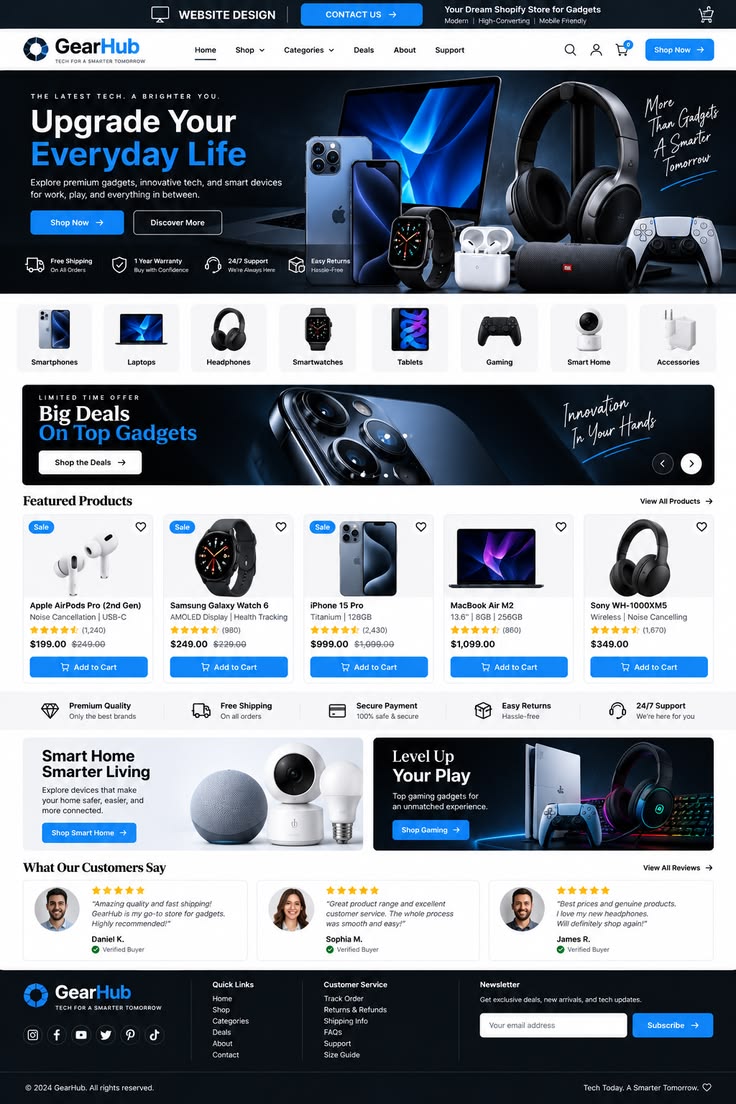 WEBSITE DESIGN
CONTACT US →
Your Dream Shopify Store for Gadgets
Modern | High-Converting | Mobile Friendly
GearHub
TECH FOR A SMARTER TOMORROW
Home
Shop
Categories
Deals
About
Support
0
Shop Now →
THE LATEST TECH. A BRIGHTER YOU.
Upgrade Your
Everyday Life
Explore premium gadgets, innovative tech, and smart devices
for work, play, and everything in between.
Shop Now →
Discover More
More
Than Gadgets
A Smarter
Tomorrow
Free Shipping
On All Orders
1 Year Warranty
Buy with Confidence
24/7 Support
We're Always Here
Easy Returns
Hassle-Free
Smartphones
Laptops
Headphones
Smartwatches
Tablets
Gaming
Smart Home
Accessories
LIMITED TIME OFFER
Big Deals
On Top Gadgets
Shop the Deals →
Innovation
In Your Hands
Featured Products
View All Products →
Sale
Apple AirPods Pro (2nd Gen)
Noise Cancellation | USB-C
(1,240)
$199.00 $249.00
Add to Cart
Sale
Samsung Galaxy Watch 6
AMOLED Display | Health Tracking
(980)
$249.00 $229.00
Add to Cart
Sale
iPhone 15 Pro
Titanium | 128GB
(2,430)
$999.00 $1,099.00
Add to Cart
MacBook Air M2
13.6" | 8GB | 256GB
(860)
$1,099.00
Add to Cart
Sony WH-1000XM5
Wireless | Noise Cancelling
(1,670)
$349.00
Add to Cart
Premium Quality
Only the best brands
Free Shipping
On all orders
Secure Payment
100% safe & secure
Easy Returns
Hassle-free
24/7 Support
We're here for you
Smart Home
Smarter Living
Explore devices that make
your home safer, easier, and
more connected.
Shop Smart Home →
Level Up
Your Play
Top gaming gadgets for
an unmatched experience.
Shop Gaming →
What Our Customers Say
View All Reviews →
"Amazing quality and fast shipping!
GearHub is my go-to store for gadgets.
Highly recommended!"
Daniel K.
Verified Buyer
"Great product range and excellent
customer service. The whole process
was smooth and easy!"
Sophia M.
Verified Buyer
"Best prices and genuine products.
I love my new headphones.
Will definitely shop again!"
James R.
Verified Buyer
GearHub
TECH FOR A SMARTER TOMORROW
Quick Links
Home
Shop
Categories
Deals
About
Contact
Customer Service
Track Order
Returns & Refunds
Shipping Info
FAQs
Support
Size Guide
Newsletter
Get exclusive deals, new arrivals, and tech updates.
Your email address
Subscribe →
© 2024 GearHub. All rights reserved.
Tech Today. A Smarter Tomorrow.